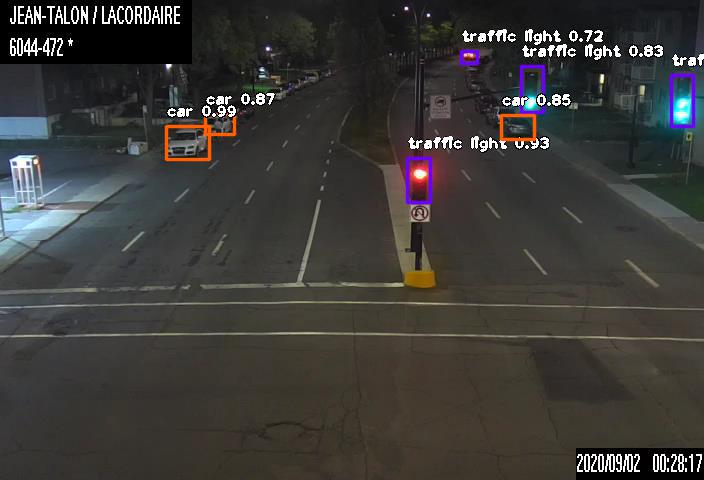 JEAN-TALON / LACORDAIRE
6044-472 *
traffic light 0.72
traffic light 0.83
traf
car 0.87
car 0.99
car 0.85
traffic light 0.93
2020/09/02 00:28:17